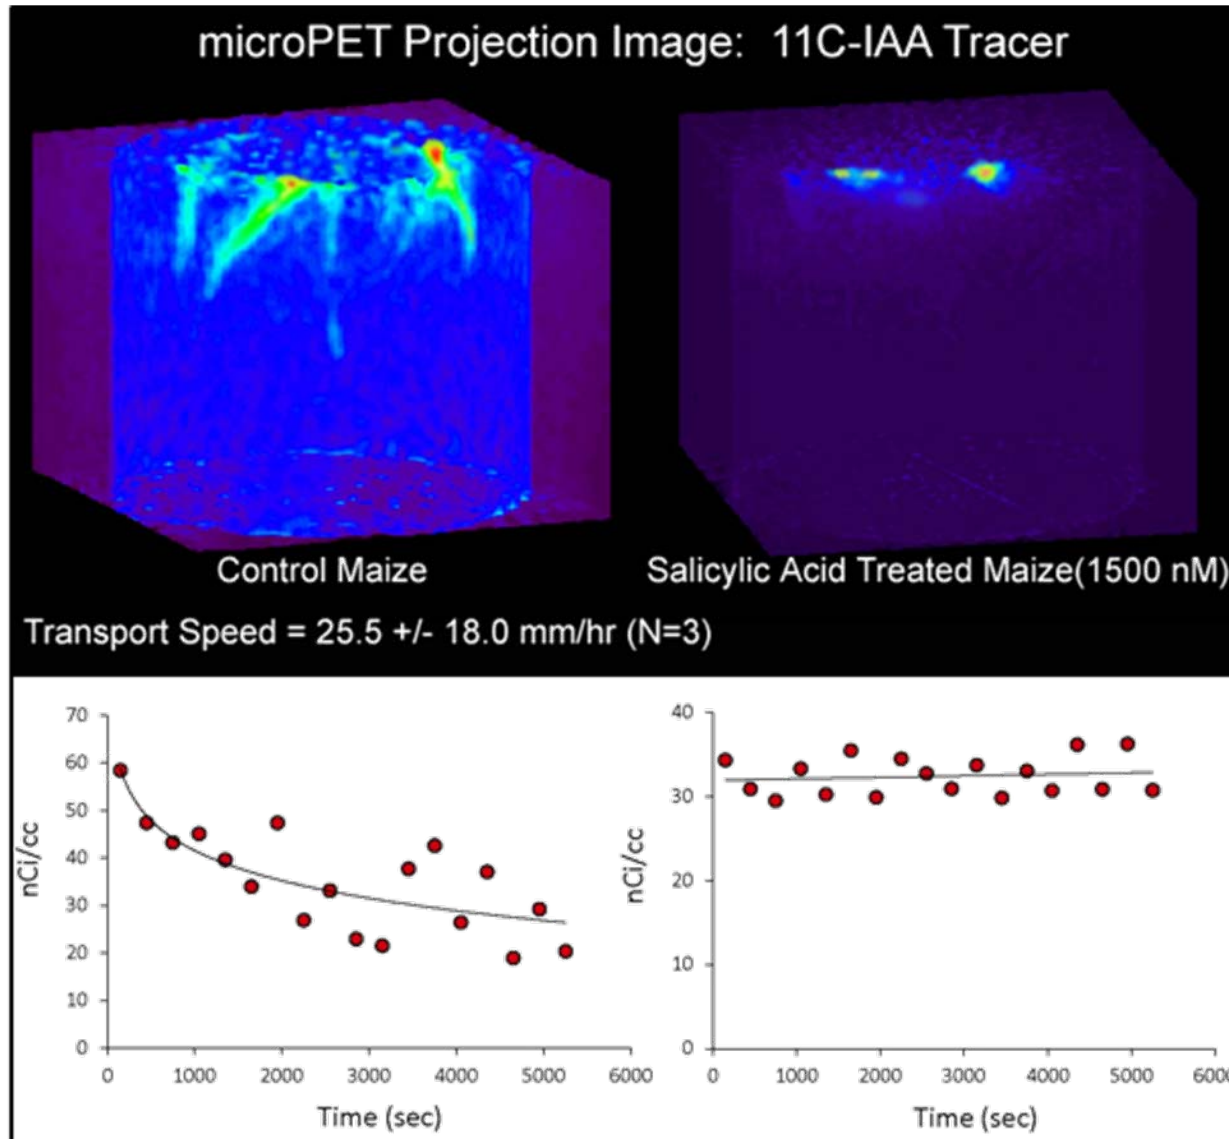 microPET Projection Image: 11C-IAA Tracer
Control Maize
Salicylic Acid Treated Maize(1500 nM)
Transport Speed = 25.5 +/- 18.0 mm/hr (N=3)
70
60
50
40
30
20
10
0
nCi/cc
0 1000 2000 3000 4000 5000 6000
Time (sec)
40
30
20
10
0
nCi/cc
0 1000 2000 3000 4000 5000
Time (sec)